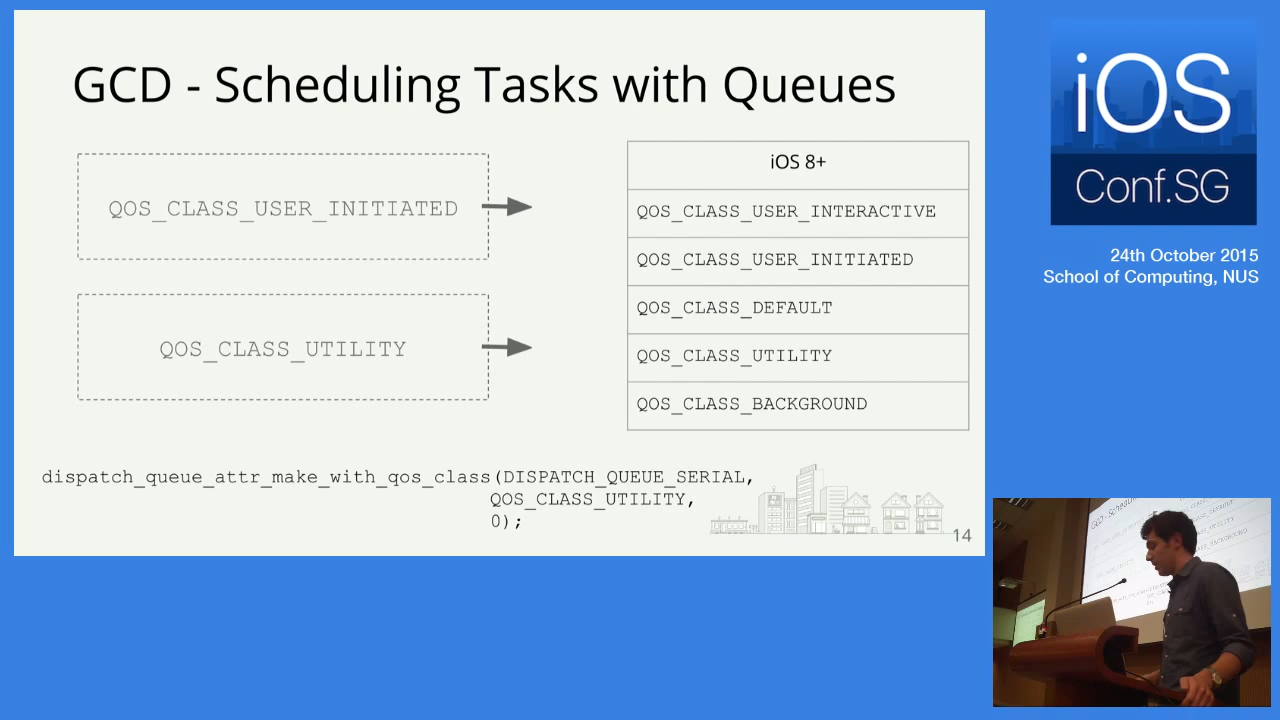 GCD - Scheduling Tasks with Queues
QOS_CLASS_USER_INITIATED
QOS_CLASS_UTILITY
iOS 8+
QOS_CLASS_USER_INTERACTIVE
QOS_CLASS_USER_INITIATED
QOS_CLASS_DEFAULT
QOS_CLASS_UTILITY
QOS_CLASS_BACKGROUND
dispatch_queue_attr_make_with_qos_class(DISPATCH_QUEUE_SERIAL,
QOS_CLASS_UTILITY,
0);
14
iOS
Conf.SG
24th October 2015
School of Computing, NUS